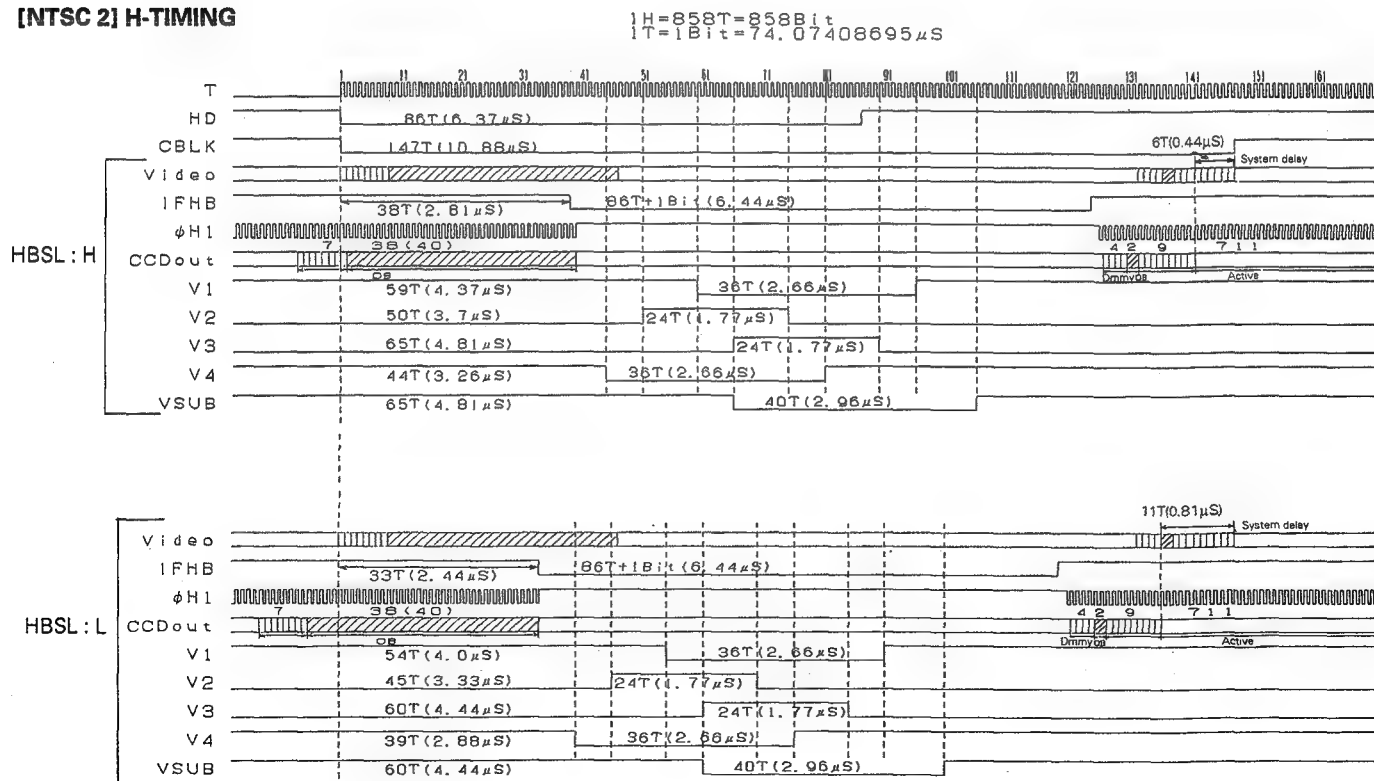 [NTSC 2] H-TIMING
1H=858T=858Bit
1T=1Bit=74.07408695μS
1 11 21 31 41 51 61 71 81 91 101 111 121 131 141 151 161
T
HD 86T(6.37μS)
CBLK 147T(10.88μS) 6T(0.44μS)
Video System delay
1FHB 38T(2.81μS) 86T+1Bit(6.44μS)
φH1
HBSL:H
7 38(40) 4 2 9 711
CCDout
OB Dmmy OB Active
V1 59T(4.37μS) 36T(2.66μS)
V2 50T(3.7μS) 24T(1.77μS)
V3 65T(4.81μS) 24T(1.77μS)
V4 44T(3.26μS) 36T(2.66μS)
VSUB 65T(4.81μS) 40T(2.96μS)
11T(0.81μS)
Video System delay
1FHB 33T(2.44μS) 86T+1Bit(6.44μS)
φH1
7 38(40) 4 2 9 711
HBSL:L
CCDout
OB Dmmy OB Active
V1 54T(4.0μS) 36T(2.66μS)
V2 45T(3.33μS) 24T(1.77μS)
V3 60T(4.44μS) 24T(1.77μS)
V4 39T(2.88μS) 36T(2.66μS)
VSUB 60T(4.44μS) 40T(2.96μS)